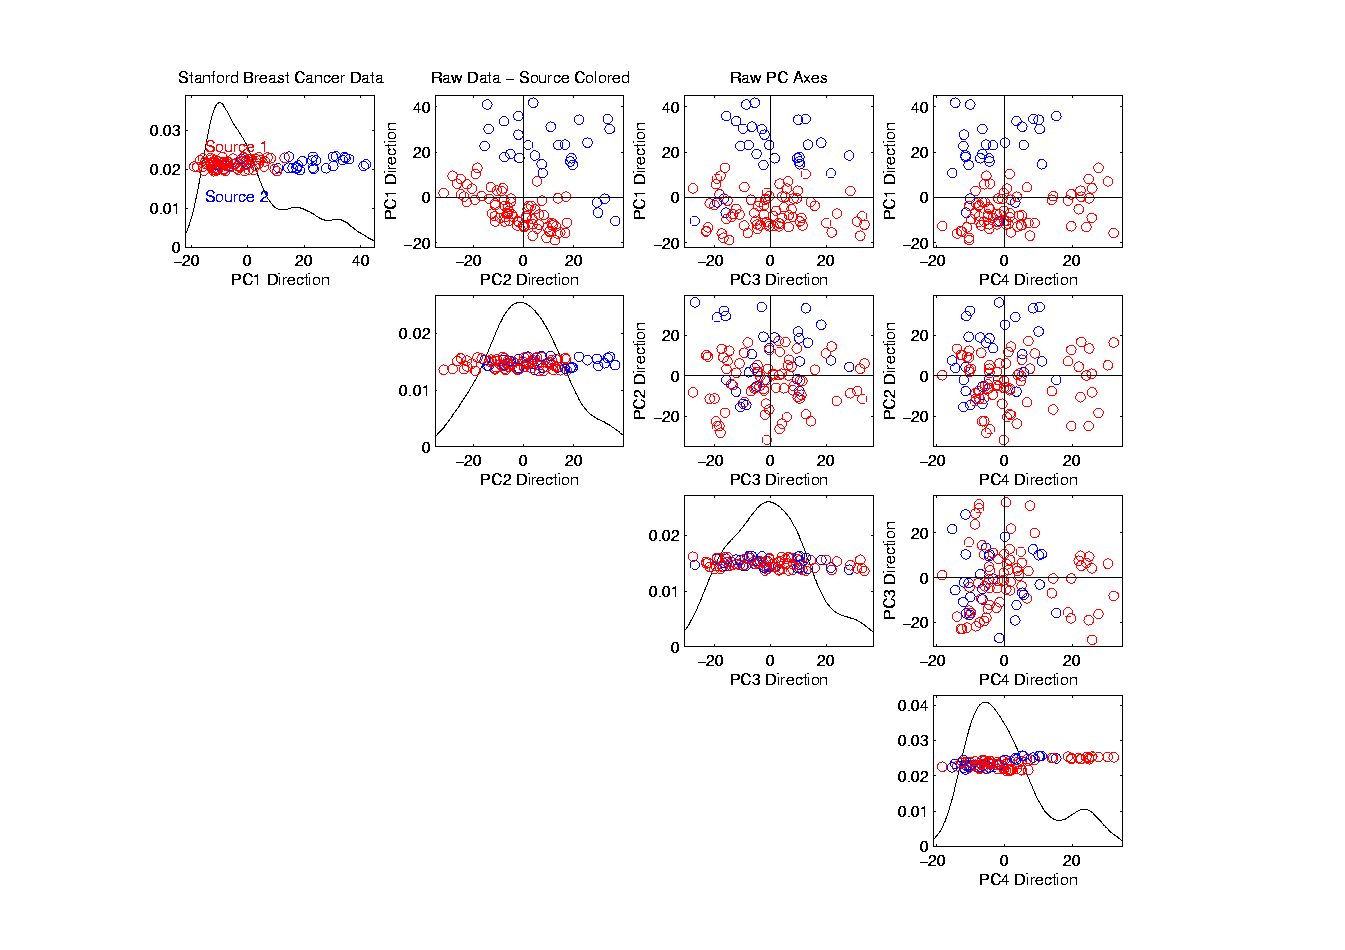 Stanford Breast Cancer Data
Raw Data − Source Colored
Raw PC Axes
0.03
0.02
0.01
0
Source 1
Source 2
−20 0 20 40
PC1 Direction
PC1 Direction
40
20
0
−20
−20 0 20
PC2 Direction
PC1 Direction
40
20
0
−20
−20 0 20
PC3 Direction
PC1 Direction
40
20
0
−20
−20 0 20
PC4 Direction
0.02
0.01
0
−20 0 20
PC2 Direction
PC2 Direction
20
0
−20
−20 0 20
PC3 Direction
PC2 Direction
20
0
−20
−20 0 20
PC4 Direction
0.02
0.01
0
−20 0 20
PC3 Direction
PC3 Direction
20
0
−20
−20 0 20
PC4 Direction
0.04
0.03
0.02
0.01
0
−20 0 20
PC4 Direction